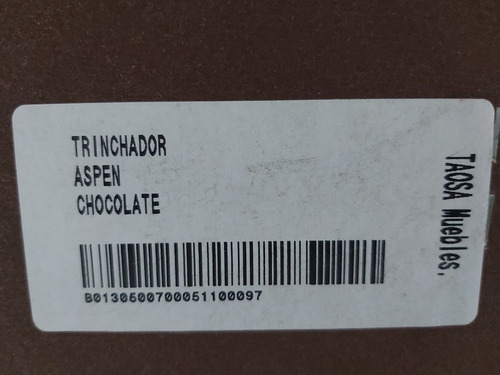 TRINCHADOR
ASPEN
CHOCOLATE
B0130500700051100097
TAOSA Muebles,